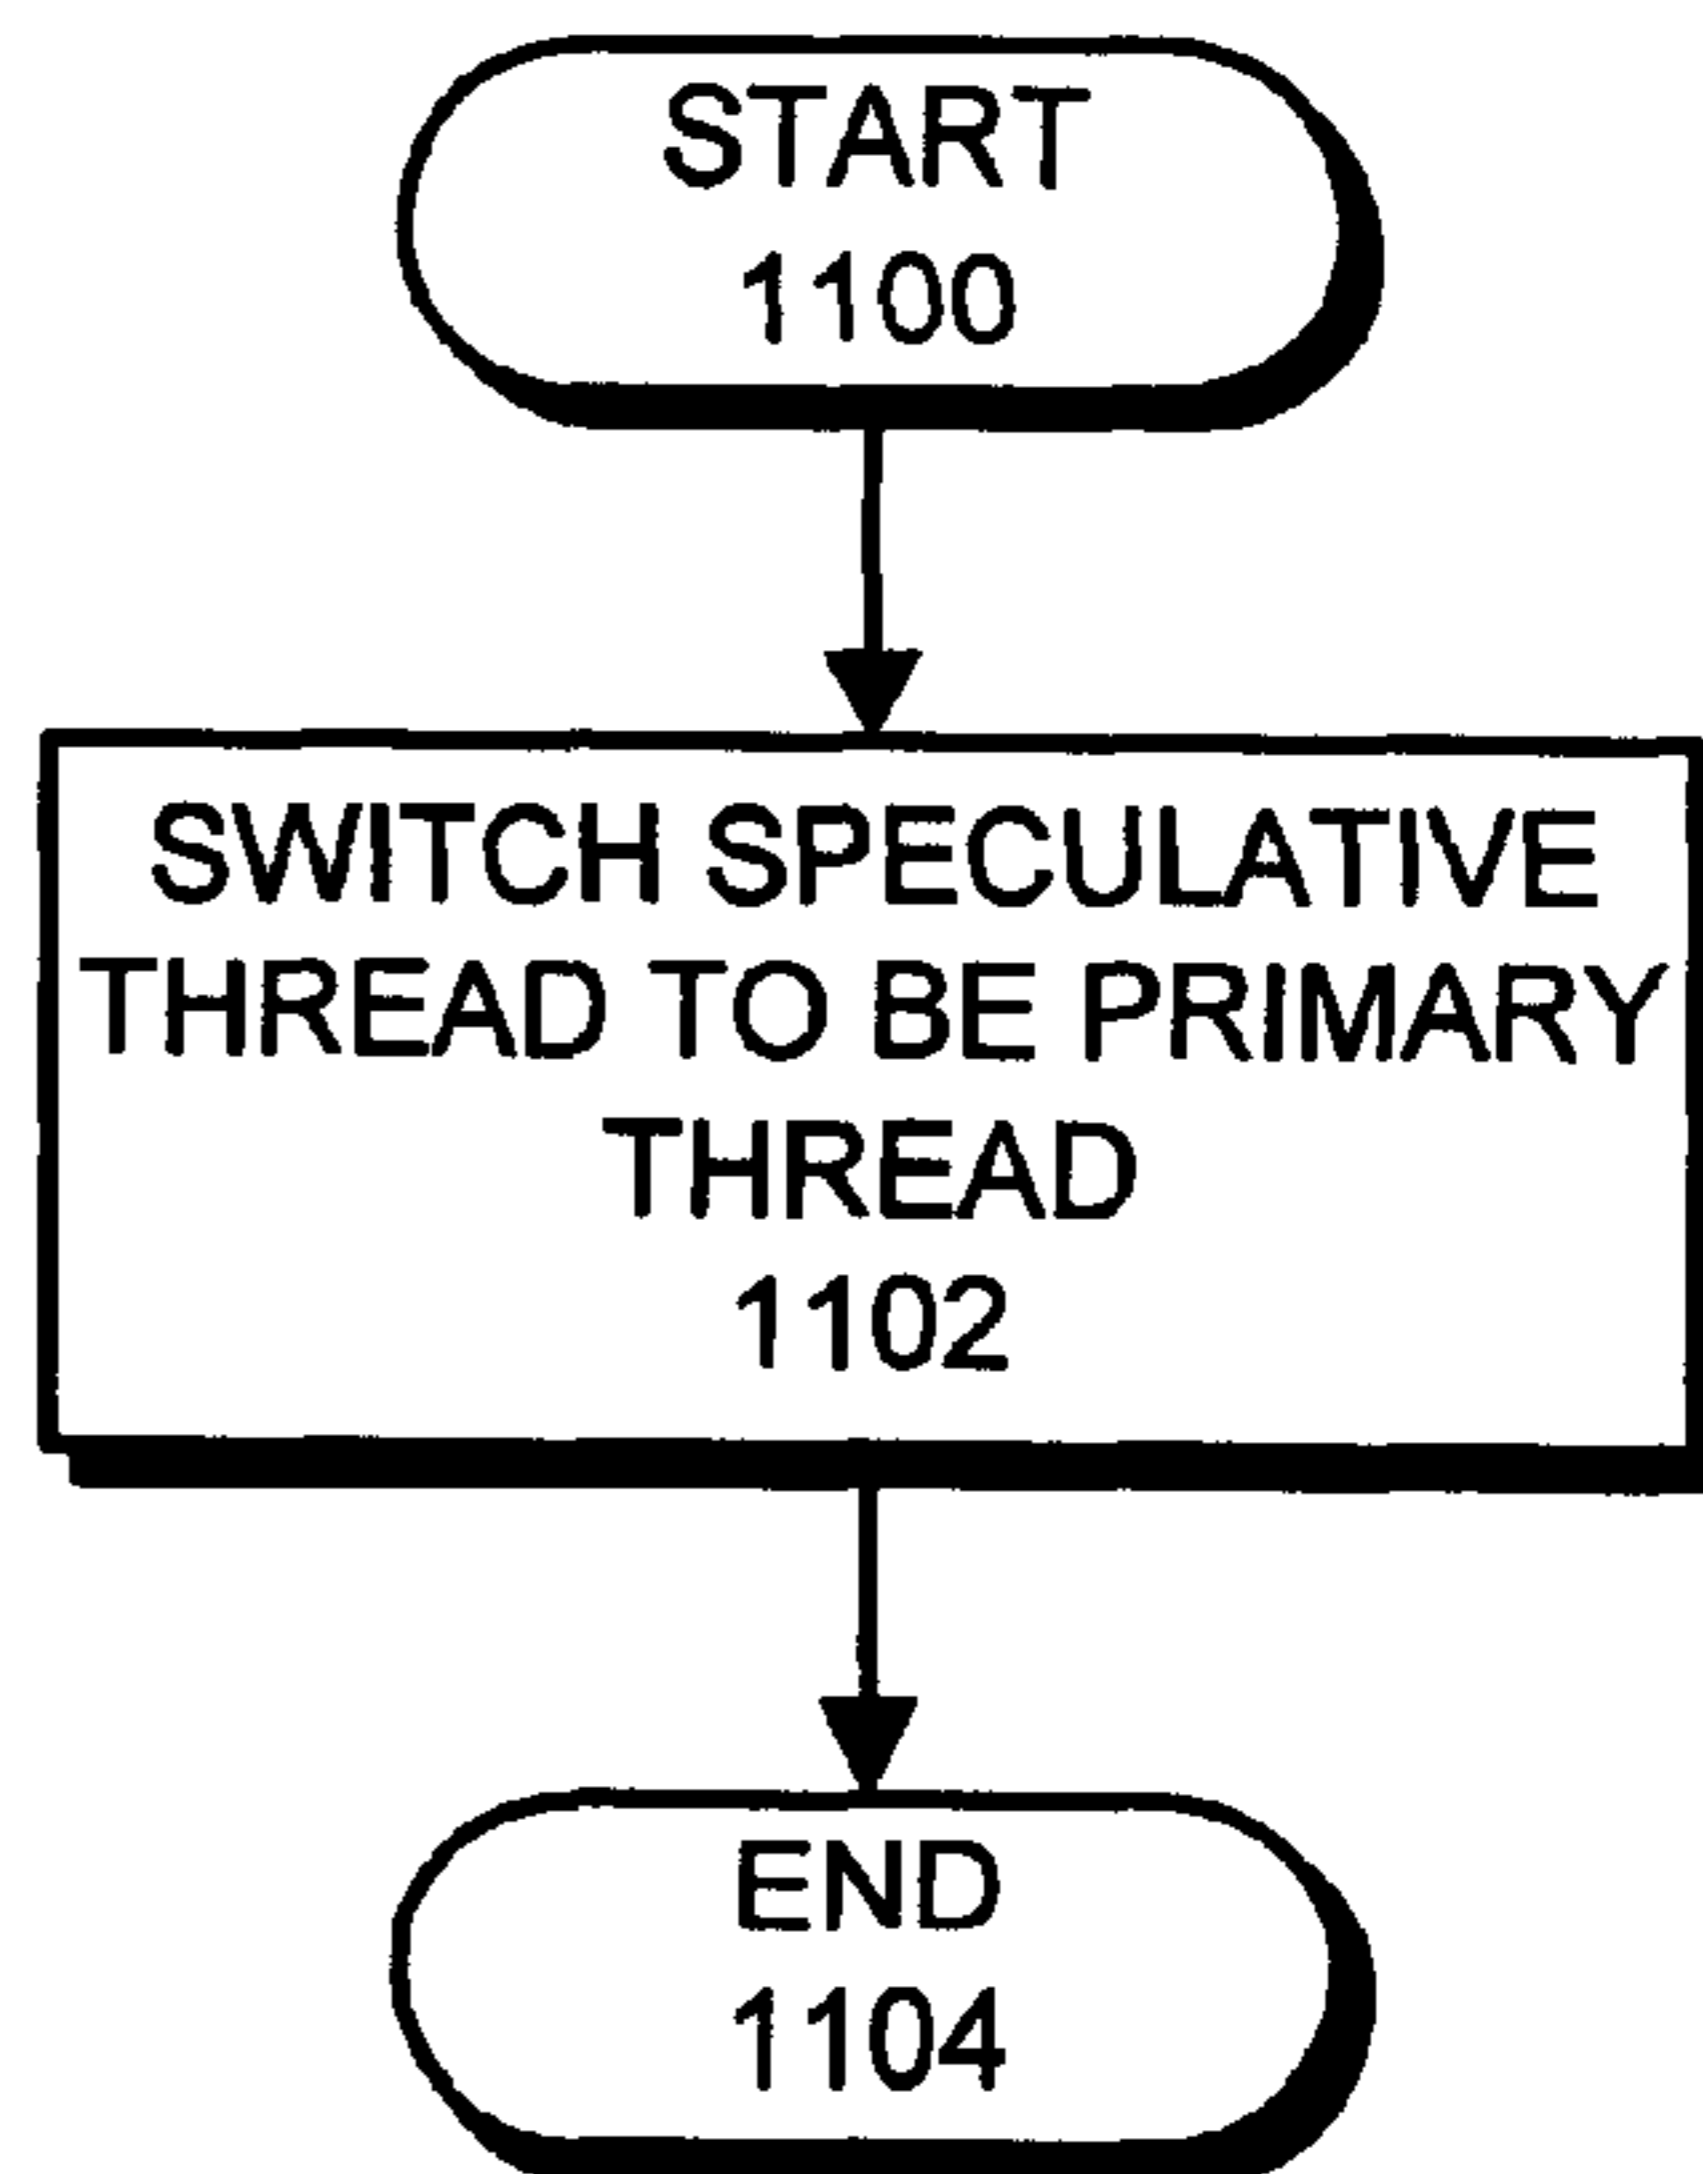 START
1100
SWITCH SPECULATIVE
THREAD TO BE PRIMARY
THREAD
1102
END
1104